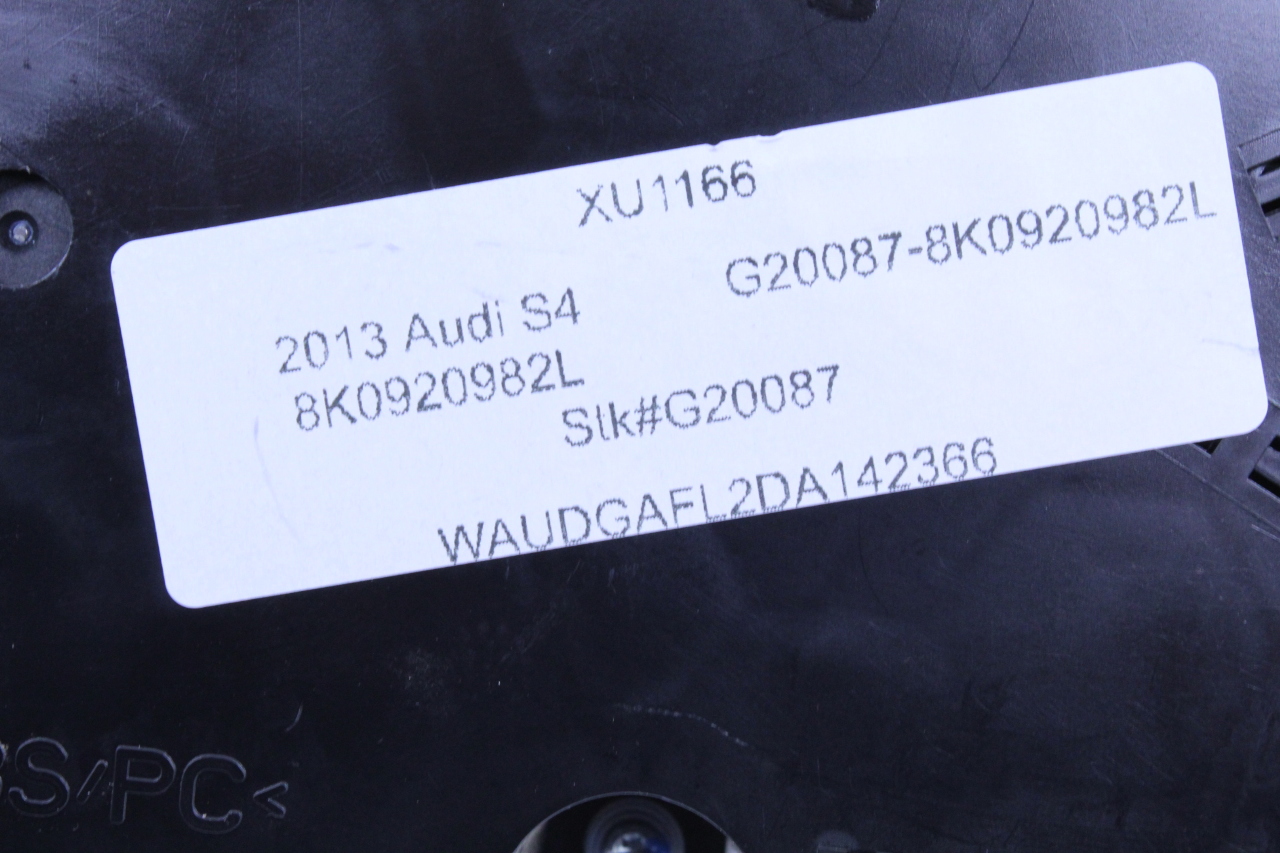 XU1166
G20087-8K0920982L
2013 Audi S4
8K0920982L
Stk#G20087
WAUDGAFL2DA142366
S/PC<